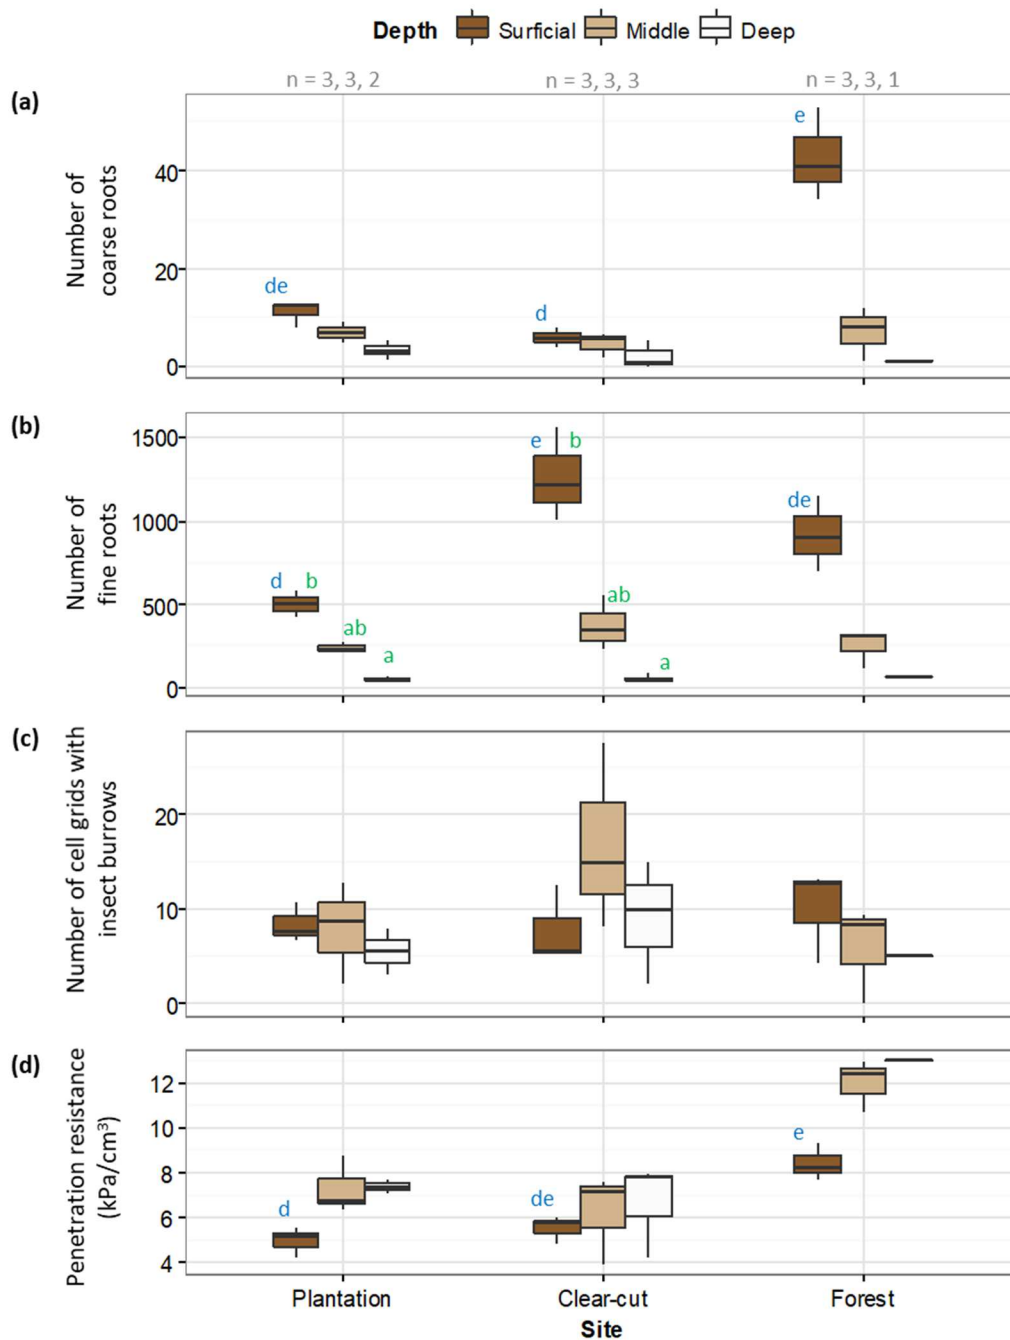 Depth Surficial Middle Deep
n = 3, 3, 2 n = 3, 3, 3 n = 3, 3, 1
(a)
Number of
coarse roots
40
20
0
de
d
e
(b)
Number of
fine roots
1500
1000
500
0
d b
ab
a
e b
ab
a
de
(c)
Number of cell grids with
insect burrows
20
10
0
(d)
Penetration resistance
(kPa/cm³)
12
10
8
6
4
d
de
e
Plantation Clear-cut Forest
Site